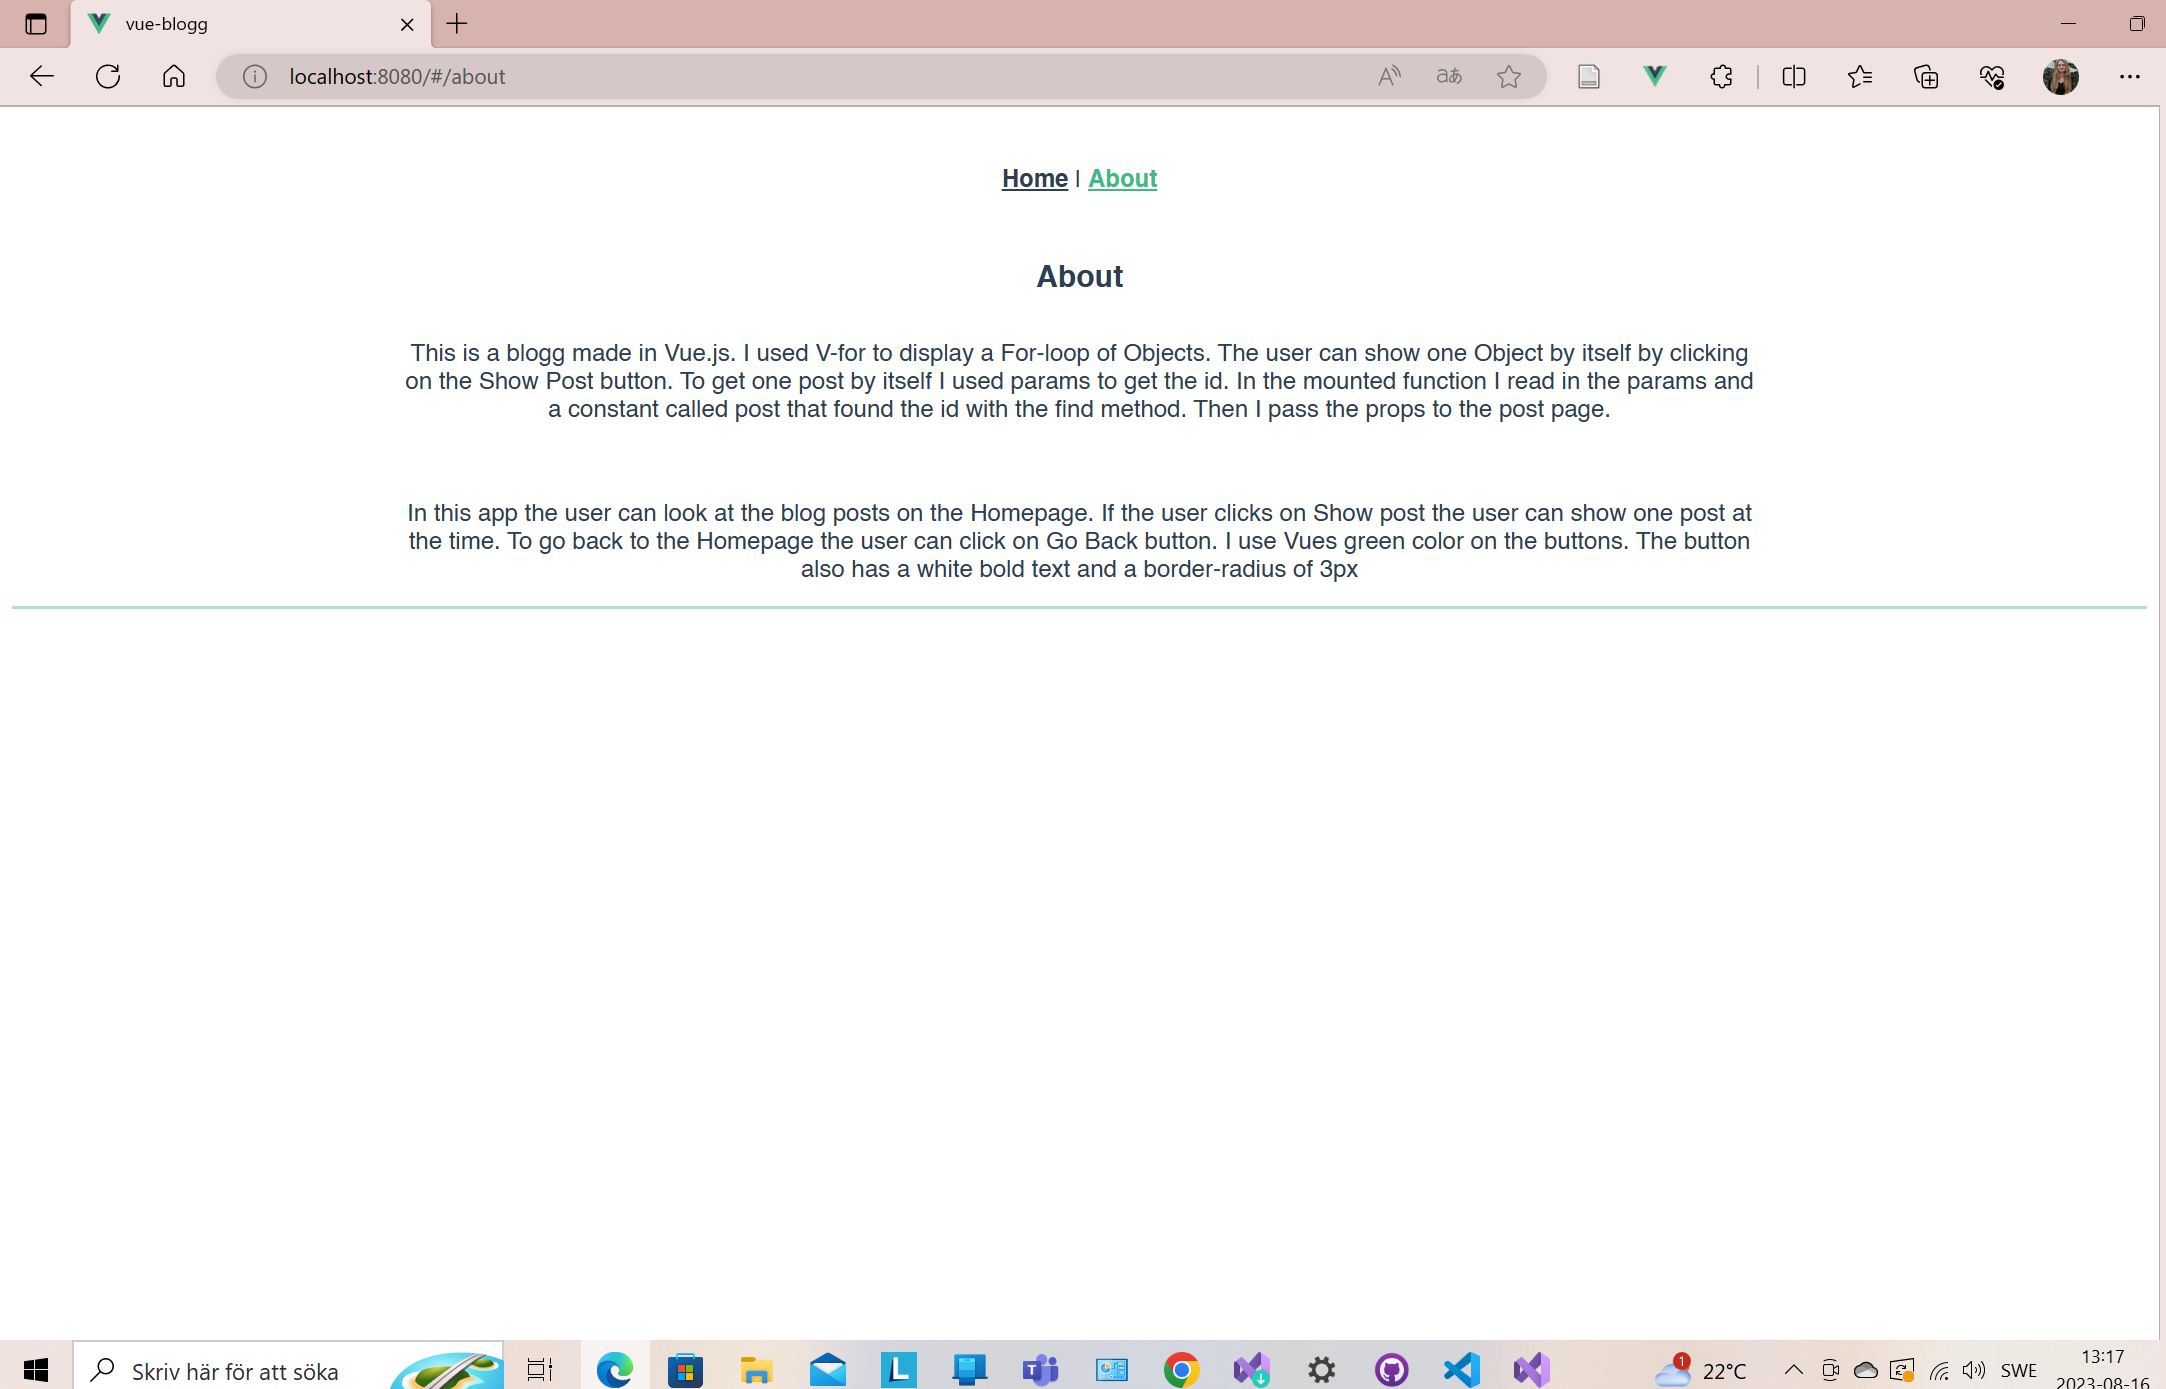 vue-blogg
localhost:8080/#/about
Home | About
About
This is a blogg made in Vue.js. I used V-for to display a For-loop of Objects. The user can show one Object by itself by clicking
on the Show Post button. To get one post by itself I used params to get the id. In the mounted function I read in the params and
a constant called post that found the id with the find method. Then I pass the props to the post page.
In this app the user can look at the blog posts on the Homepage. If the user clicks on Show post the user can show one post at
the time. To go back to the Homepage the user can click on Go Back button. I use Vues green color on the buttons. The button
also has a white bold text and a border-radius of 3px
Skriv här för att söka
1
22°C
SWE
13:17
2023-08-16